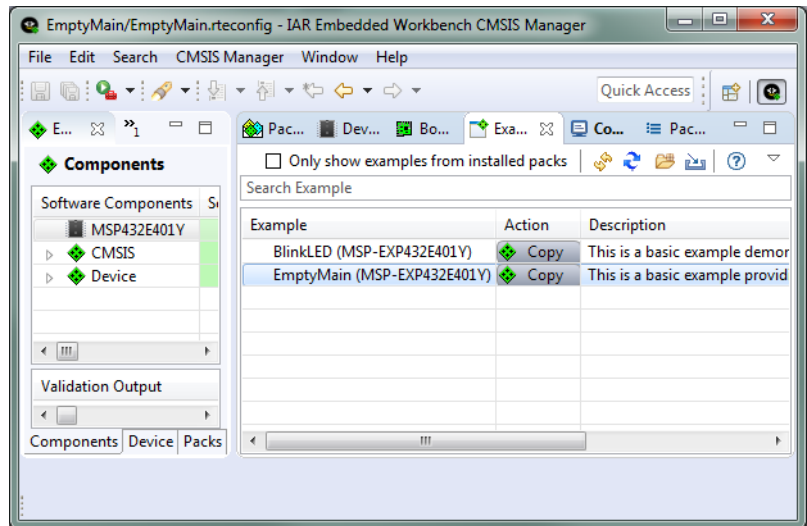 EmptyMain/EmptyMain.rteconfig - IAR Embedded Workbench CMSIS Manager
File Edit Search CMSIS Manager Window Help
Quick Access
E... »1
Pac... Dev... Bo... Exa... Co... Pac...
Components
Only show examples from installed packs
Search Example
Software Components
Example Action Description
MSP432E401Y
BlinkLED (MSP-EXP432E401Y) Copy This is a basic example demor
CMSIS
EmptyMain (MSP-EXP432E401Y) Copy This is a basic example provid
Device
Validation Output
Components Device Packs